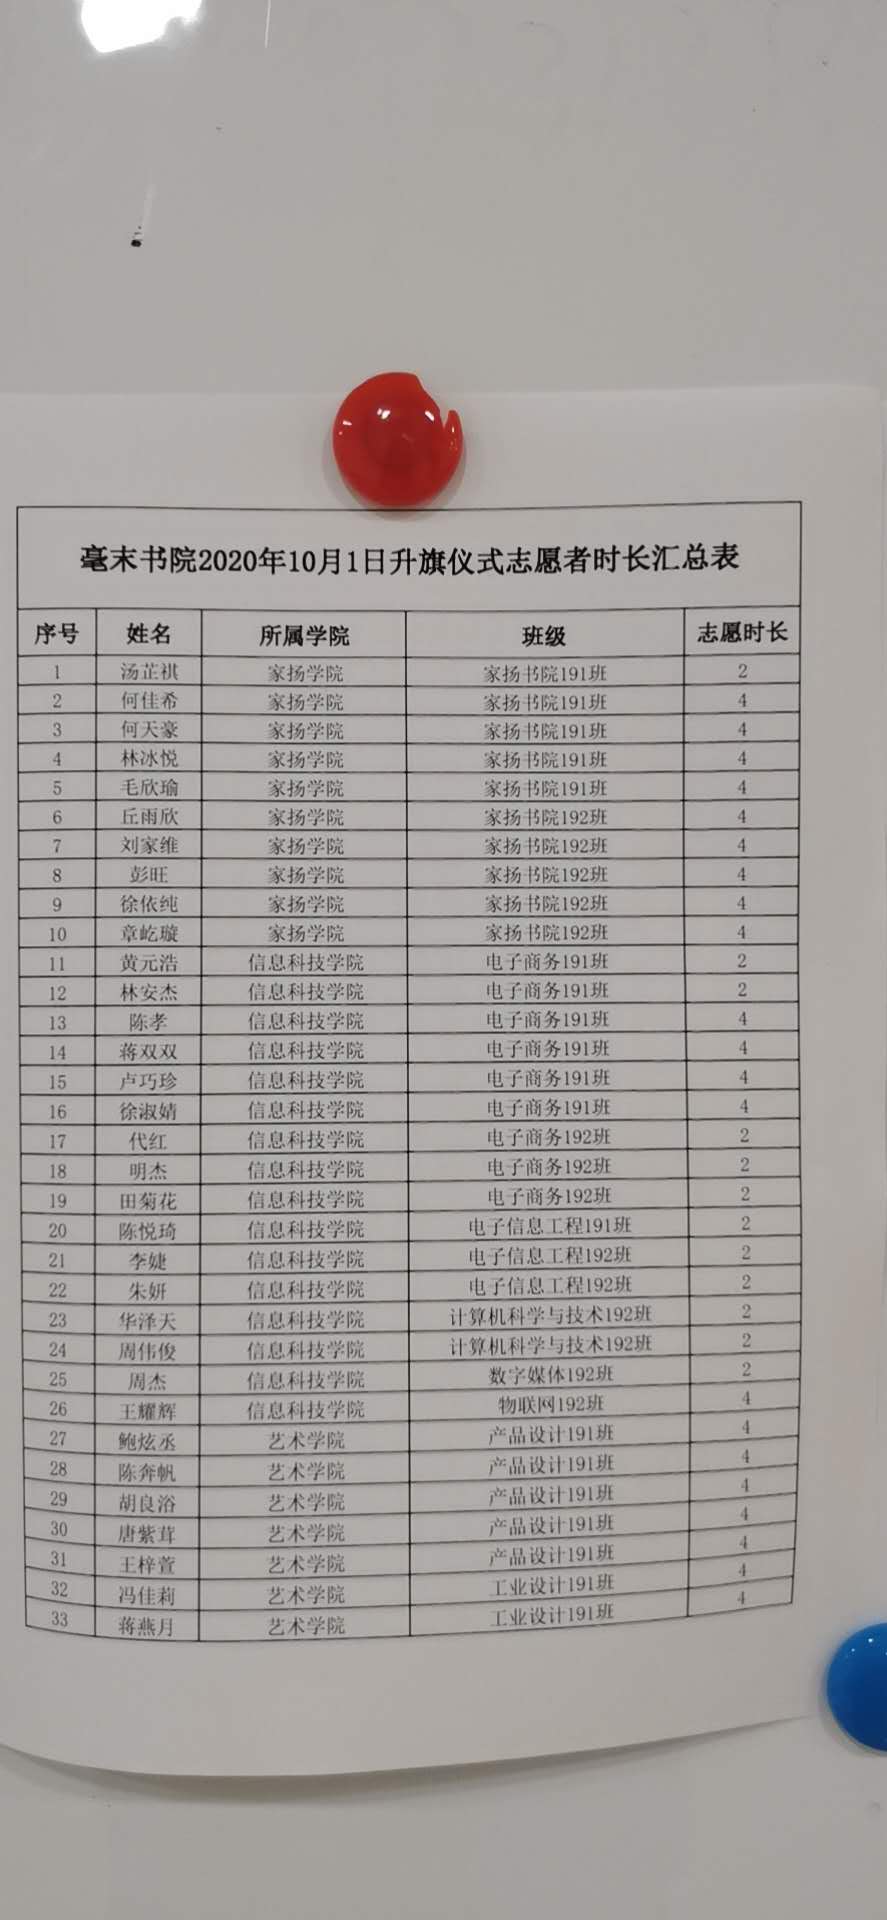 毫末书院2020年10月1日升旗仪式志愿者时长汇总表
序号 姓名 所属学院 班级 志愿时长
1 汤芷祺 家扬学院 家扬书院191班 2
2 何佳希 家扬学院 家扬书院191班 4
3 何天豪 家扬学院 家扬书院191班 4
4 林冰悦 家扬学院 家扬书院191班 4
5 毛欣瑜 家扬学院 家扬书院191班 4
6 丘雨欣 家扬学院 家扬书院192班 4
7 刘家维 家扬学院 家扬书院192班 4
8 彭旺 家扬学院 家扬书院192班 4
9 徐依纯 家扬学院 家扬书院192班 4
10 章屹璇 家扬学院 家扬书院192班 4
11 黄元浩 信息科技学院 电子商务191班 2
12 林安杰 信息科技学院 电子商务191班 2
13 陈孝 信息科技学院 电子商务191班 4
14 蒋双双 信息科技学院 电子商务191班 4
15 卢巧珍 信息科技学院 电子商务191班 4
16 徐淑婧 信息科技学院 电子商务191班 4
17 代红 信息科技学院 电子商务192班 2
18 明杰 信息科技学院 电子商务192班 2
19 田菊花 信息科技学院 电子商务192班 2
20 陈悦琦 信息科技学院 电子信息工程191班 2
21 李婕 信息科技学院 电子信息工程192班 2
22 朱妍 信息科技学院 电子信息工程192班 2
23 华泽天 信息科技学院 计算机科学与技术192班 2
24 周伟俊 信息科技学院 计算机科学与技术192班 2
25 周杰 信息科技学院 数字媒体192班 2
26 王耀辉 信息科技学院 物联网192班 4
27 鲍炫丞 艺术学院 产品设计191班 4
28 陈奔帆 艺术学院 产品设计191班 4
29 胡良浴 艺术学院 产品设计191班 4
30 唐紫茸 艺术学院 产品设计191班 4
31 王梓萱 艺术学院 产品设计191班 4
32 冯佳莉 艺术学院 工业设计191班 4
33 蒋燕月 艺术学院 工业设计191班 4